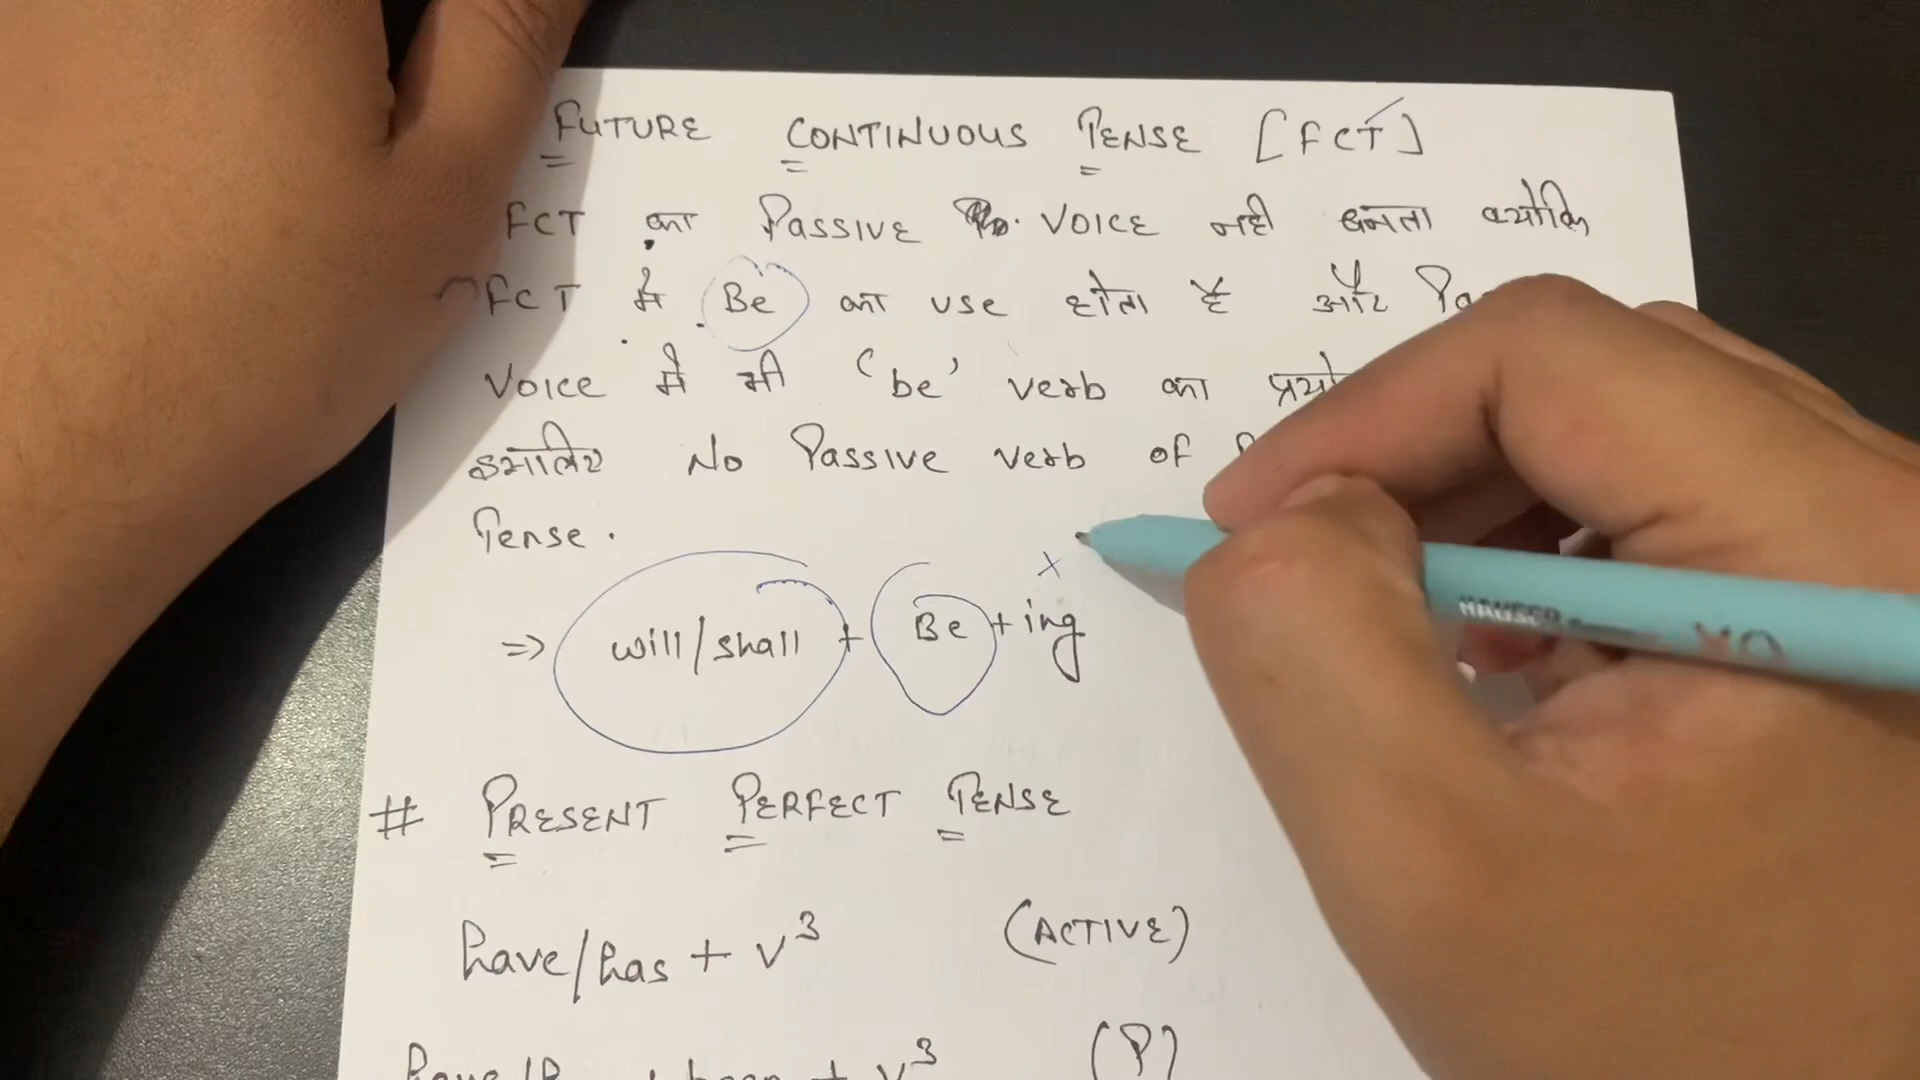 FUTURE CONTINUOUS TENSE [FCT]
FCT का PASSIVE VOICE नही बनता क्योकि
FCT मे Be का USE होता है और
VOICE मे भी 'be' verb का
इसलिए No Passive verb of
Tense.
=> will/shall + Be + ing
x
# PRESENT PERFECT TENSE
have/has + v3 (ACTIVE)
+ v3 (P)